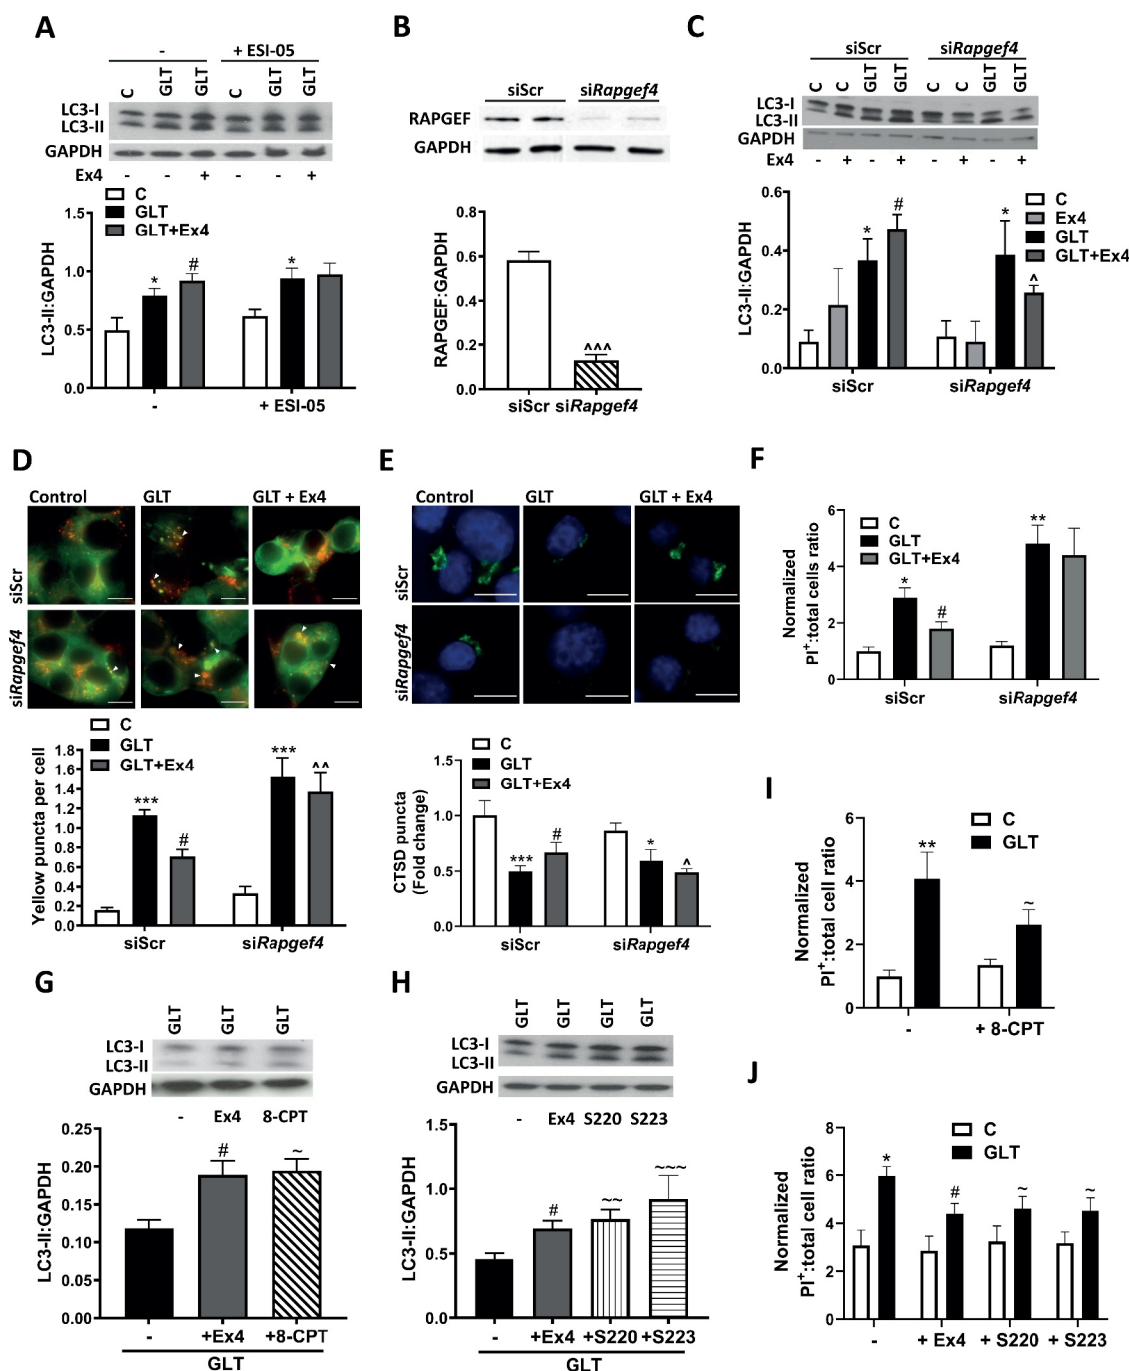 A
- + ESI-05
C GLT GLT C GLT GLT
LC3-I
LC3-II
GAPDH
Ex4 - - + - - +
C
GLT
GLT+Ex4
LC3-II:GAPDH
1.5
1.0
0.5
0.0
* # *
- + ESI-05
B
siScr siRapgef4
RAPGEF
GAPDH
RAPGEF:GAPDH
0.8
0.6
0.4
0.2
0.0
^^^
siScr siRapgef4
C
siScr siRapgef4
C C GLT GLT C C GLT GLT
LC3-I
LC3-II
GAPDH
Ex4 - + - + - + - +
C
Ex4
GLT
GLT+Ex4
LC3-II:GAPDH
0.6
0.4
0.2
0.0
* # * ^
siScr siRapgef4
D
Control GLT GLT + Ex4
siScr
siRapgef4
C
GLT
GLT+Ex4
Yellow puncta per cell
1.8
1.6
1.4
1.2
1.0
0.8
0.6
0.4
0.2
0.0
*** # *** ^^
siScr siRapgef4
E
Control GLT GLT + Ex4
siScr
siRapgef4
C
GLT
GLT+Ex4
CTSD puncta
(Fold change)
1.5
1.0
0.5
0.0
*** # * ^
siScr siRapgef4
F
C
GLT
GLT+Ex4
Normalized
PI+:total cells ratio
6
4
2
0
* # **
siScr siRapgef4
G
GLT GLT GLT
LC3-I
LC3-II
GAPDH
- Ex4 8-CPT
LC3-II:GAPDH
0.25
0.20
0.15
0.10
0.05
0.00
# ~
- +Ex4 +8-CPT
GLT
H
GLT GLT GLT GLT
LC3-I
LC3-II
GAPDH
- Ex4 S220 S223
LC3-II:GAPDH
1.5
1.0
0.5
0.0
# ~~ ~~~
- +Ex4 +S220 +S223
GLT
I
C
GLT
Normalized
PI+:total cell ratio
6
4
2
0
** ~
- + 8-CPT
J
C
GLT
Normalized
PI+:total cell ratio
8
6
4
2
0
* # ~ ~
- + Ex4 + S220 + S223